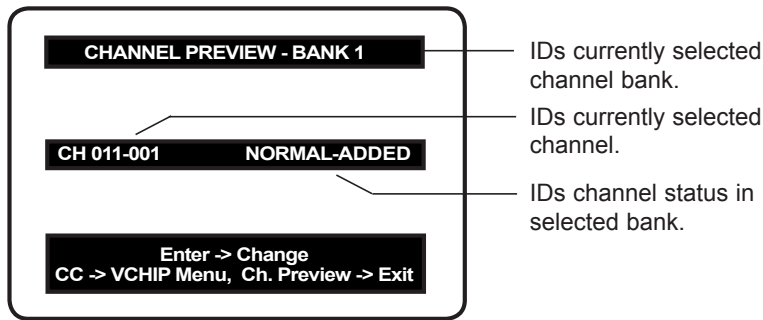 CHANNEL PREVIEW - BANK 1
IDs currently selected
channel bank.
CH 011-001 NORMAL-ADDED
IDs currently selected
channel.
IDs channel status in
selected bank.
Enter -> Change
CC -> VCHIP Menu, Ch. Preview -> Exit